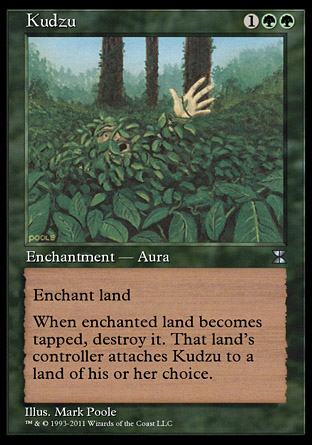 Kudzu 1
POOLE
Enchantment — Aura
Enchant land
When enchanted land becomes
tapped, destroy it. That land's
controller attaches Kudzu to a
land of his or her choice.
Illus. Mark Poole
™ & © 1993-2011 Wizards of the Coast LLC